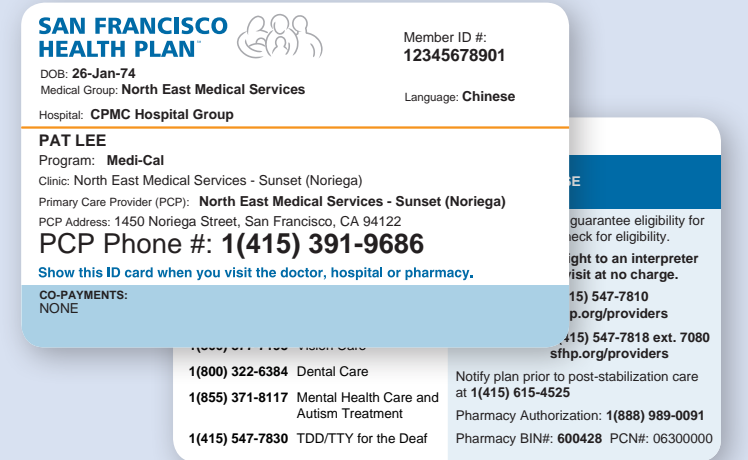 SAN FRANCISCO
HEALTH PLAN™
Member ID #:
12345678901
DOB: 26-Jan-74
Medical Group: North East Medical Services
Language: Chinese
Hospital: CPMC Hospital Group
PAT LEE
Program: Medi-Cal
Clinic: North East Medical Services - Sunset (Noriega)
Primary Care Provider (PCP): North East Medical Services - Sunset (Noriega)
PCP Address: 1450 Noriega Street, San Francisco, CA 94122
PCP Phone #: 1(415) 391-9686
Show this ID card when you visit the doctor, hospital or pharmacy.
CO-PAYMENTS:
NONE
Vision Care
1(800) 322-6384 Dental Care
1(855) 371-8117 Mental Health Care and
Autism Treatment
1(415) 547-7830 TDD/TTY for the Deaf
guarantee eligibility for
for eligibility.
to an interpreter
at no charge.
547-7810
.org/providers
547-7818 ext. 7080
sfhp.org/providers
Notify plan prior to post-stabilization care
at 1(415) 615-4525
Pharmacy Authorization: 1(888) 989-0091
Pharmacy BIN#: 600428 PCN#: 06300000